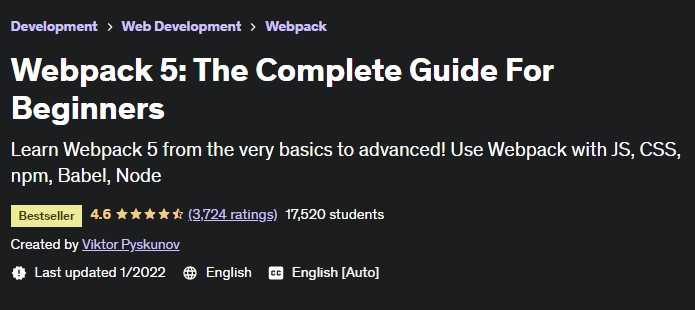 Development > Web Development > Webpack
Webpack 5: The Complete Guide For
Beginners
Learn Webpack 5 from the very basics to advanced! Use Webpack with JS, CSS,
npm, Babel, Node
Bestseller 4.6 (3,724 ratings) 17,520 students
Created by Viktor Pyskunov
Last updated 1/2022 English CC English [Auto]